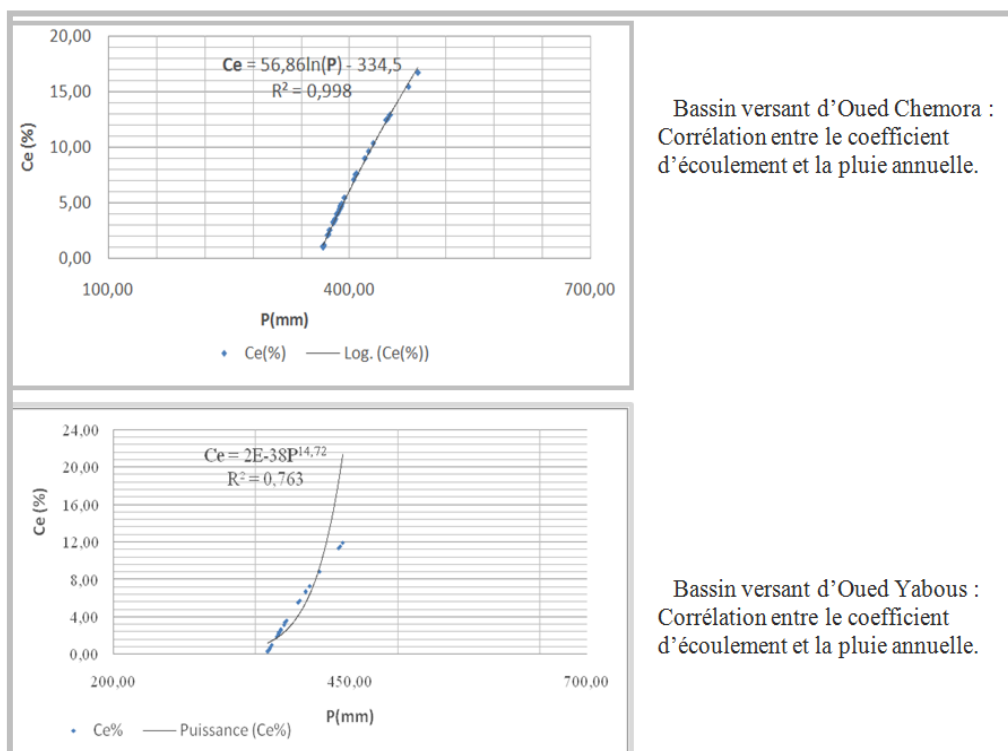 20,00
Ce = 56,86ln(P) - 334,5
R² = 0,998
15,00
10,00
5,00
0,00
Ce (%)
100,00 400,00 700,00
P(mm)
Ce(%) Log. (Ce(%))
Bassin versant d'Oued Chemora :
Corrélation entre le coefficient
d'écoulement et la pluie annuelle.
24,00
Ce = 2E-38P^14,72
R² = 0,763
20,00
16,00
12,00
8,00
4,00
0,00
Ce (%)
200,00 450,00 700,00
P(mm)
Ce% Puissance (Ce%)
Bassin versant d'Oued Yabous :
Corrélation entre le coefficient
d'écoulement et la pluie annuelle.